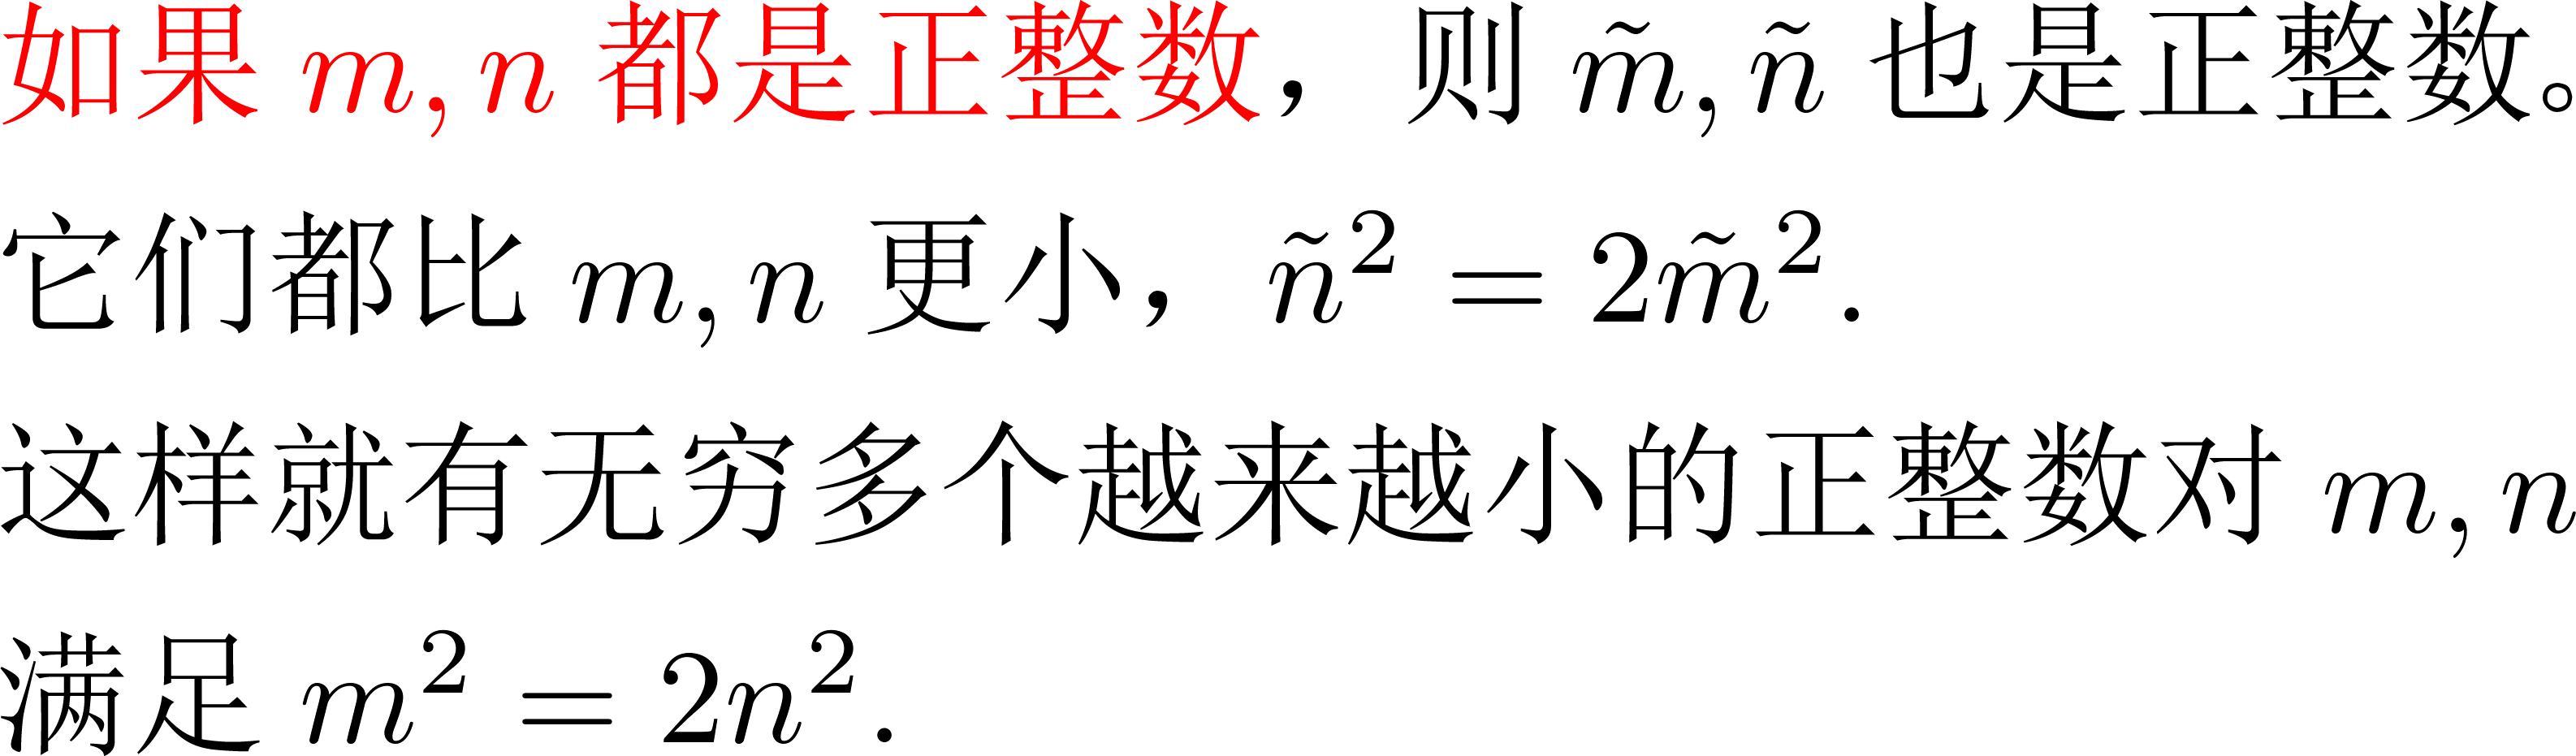 如果 m, n 都是正整数，则 m̃, ñ 也是正整数。
它们都比 m, n 更小，ñ² = 2m̃².
这样就有无穷多个越来越小的正整数对 m, n
满足 m² = 2n².